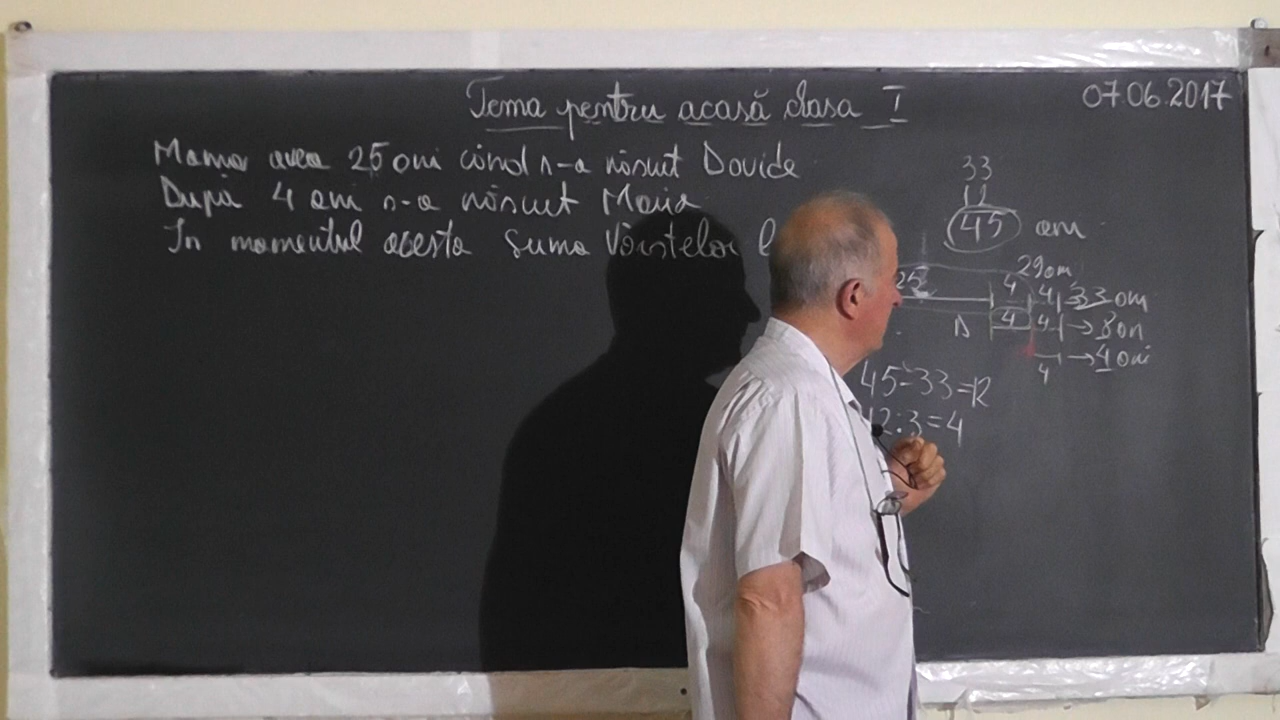 Tema pentru acasă clasa I
07.06.2017
Mama avea 25 ani când s-a născut Davide
După 4 ani s-a născut Maria
In momentul acesta suma vârstelor
33
45 ani
25
29 ani
4 4 33 ani
D 4 4 → 8 ani
4 → 4 ani
45-33=12
12:3=4